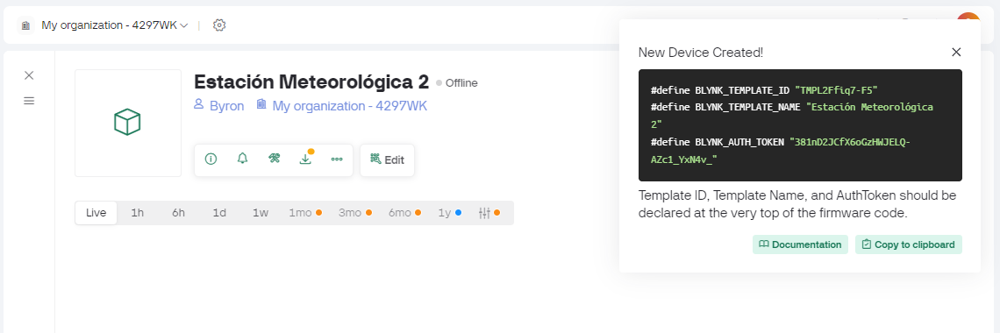 My organization - 4297WK
New Device Created!
#define BLYNK_TEMPLATE_ID "TMPL2Ffiq7-F5"
#define BLYNK_TEMPLATE_NAME "Estación Meteorológica
2"
#define BLYNK_AUTH_TOKEN "381nD2JCfX6oGzHWJELQ-
AZc1_YxN4v_"
Template ID, Template Name, and AuthToken should be
declared at the very top of the firmware code.
Documentation Copy to clipboard
Estación Meteorológica 2 Offline
Byron My organization - 4297WK
Edit
Live 1h 6h 1d 1w 1mo 3mo 6mo 1y